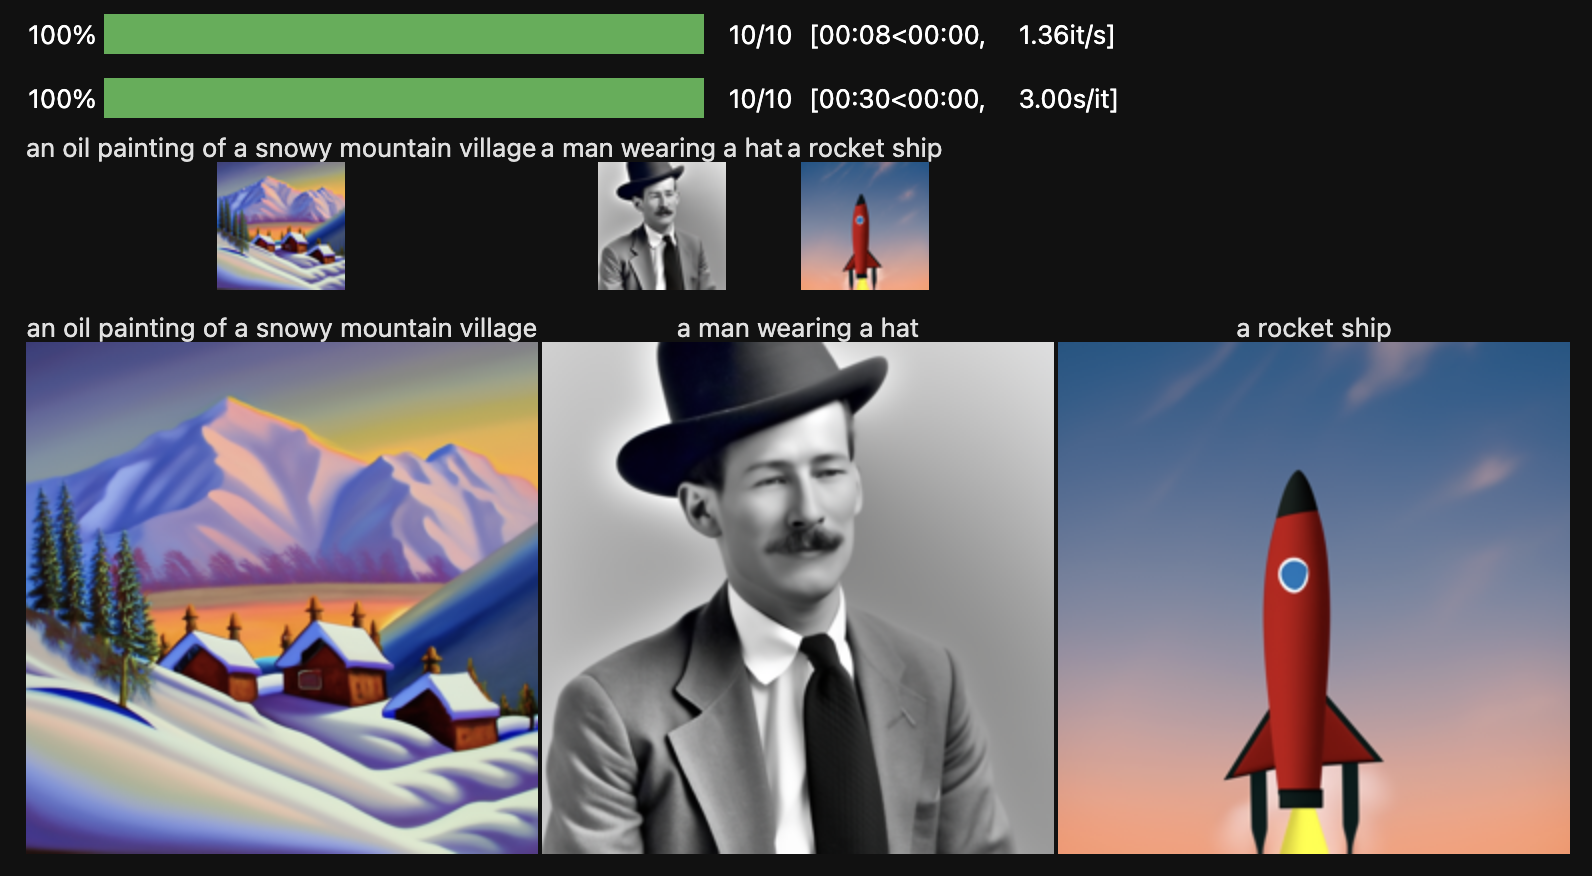 100% 10/10 [00:08<00:00, 1.36it/s]
100% 10/10 [00:30<00:00, 3.00s/it]
an oil painting of a snowy mountain village a man wearing a hat a rocket ship
an oil painting of a snowy mountain village a man wearing a hat a rocket ship